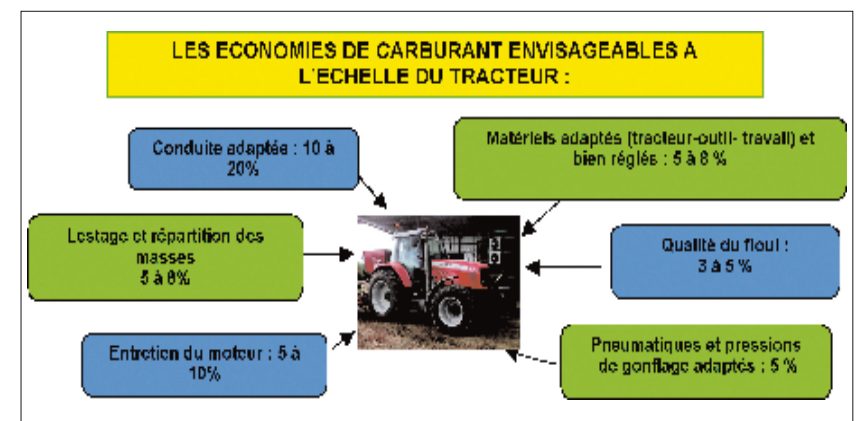 LES ECONOMIES DE CARBURANT ENVISAGEABLES A
L'ECHELLE DU TRACTEUR :
Conduite adaptée : 10 à
20%
Matériels adaptés (tracteur-outil- travail) et
bien réglés : 5 à 8 %
Lestage et répartition des
masses
5 à 8%
Qualité du fioul :
3 à 5 %
Entretien du moteur : 5 à
10%
Pneumatiques et pressions
de gonflage adaptés : 5 %